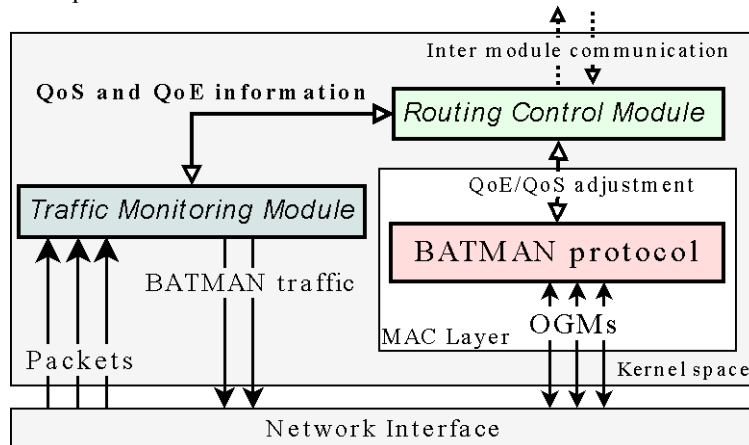 Inter module communication
QoS and QoE information
Routing Control Module
QoE/QoS adjustment
Traffic Monitoring Module
BATMAN protocol
BATMAN traffic
OGMs
MAC Layer
Packets
Kernel space
Network Interface